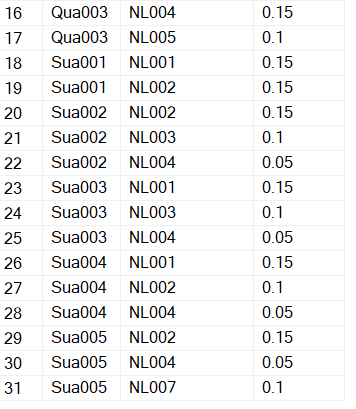 16 Qua003 NL004 0.15
17 Qua003 NL005 0.1
18 Sua001 NL001 0.15
19 Sua001 NL002 0.15
20 Sua002 NL002 0.15
21 Sua002 NL003 0.1
22 Sua002 NL004 0.05
23 Sua003 NL001 0.15
24 Sua003 NL003 0.1
25 Sua003 NL004 0.05
26 Sua004 NL001 0.15
27 Sua004 NL002 0.1
28 Sua004 NL004 0.05
29 Sua005 NL002 0.15
30 Sua005 NL004 0.05
31 Sua005 NL007 0.1